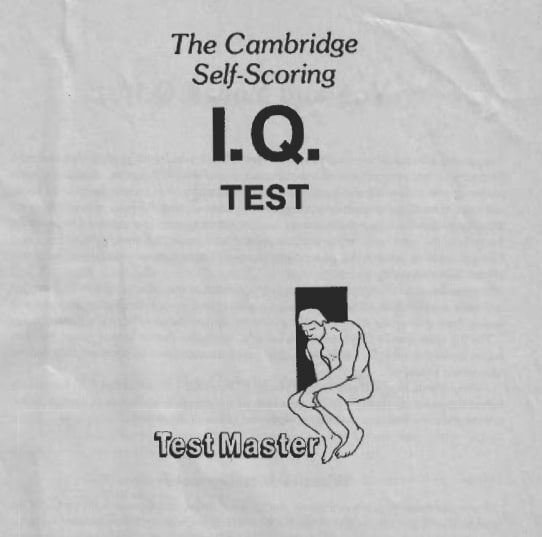 The Cambridge
Self-Scoring
I.Q.
TEST
Test Master